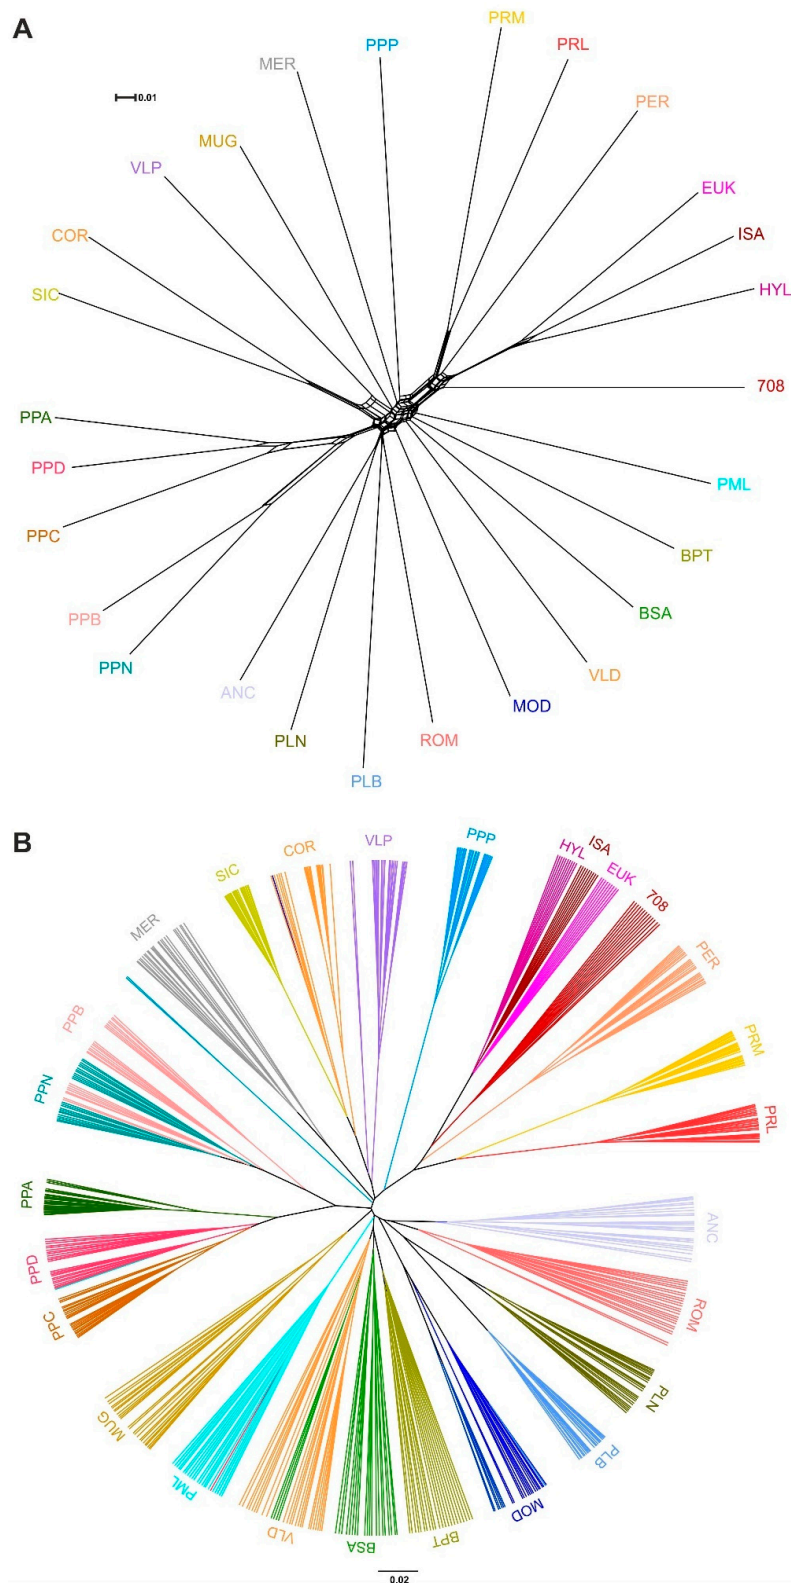 A
PRM
PRL
PPP
MER
0.01
PER
MUG
VLP
EUK
COR
ISA
SIC
HYL
708
PPA
PPD
PML
PPC
BPT
PPB
BSA
PPN
VLD
ANC
MOD
PLN
ROM
PLB
B
PPP
VLP
COR
HYL
ISA
SIC
EUK
708
MER
PER
PPB
PRM
PPN
PRL
PPA
ANC
PPD
PPC
ROM
PLN
MUG
PLB
PML
MOD
VLD
BSA
BPT
0.02